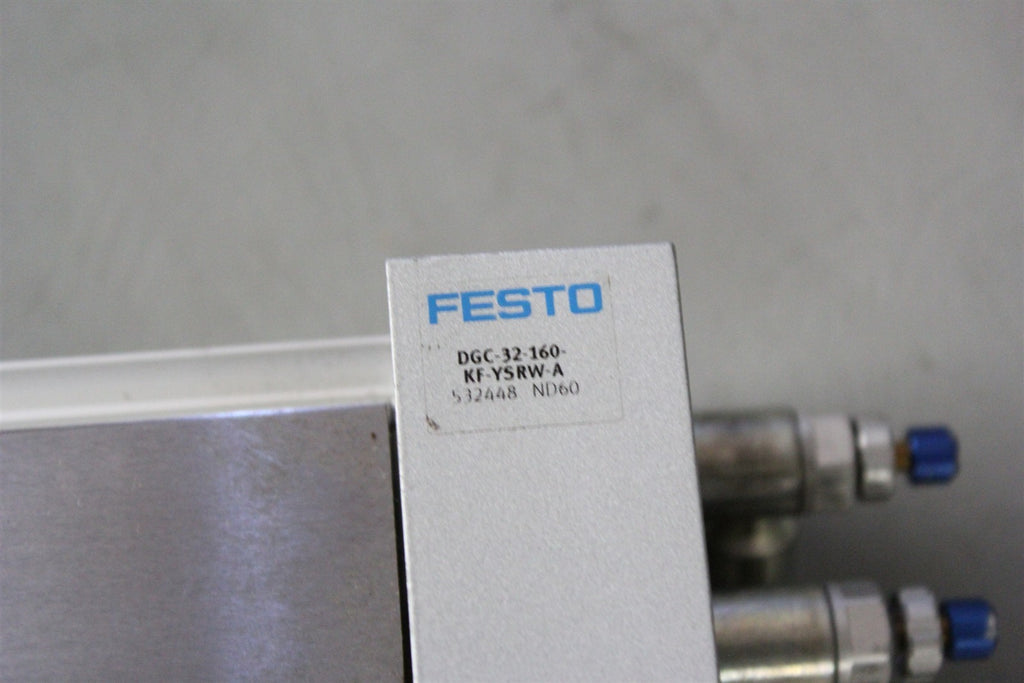 FESTO
DGC-32-160-
KF-YSRW-A
532448 ND60